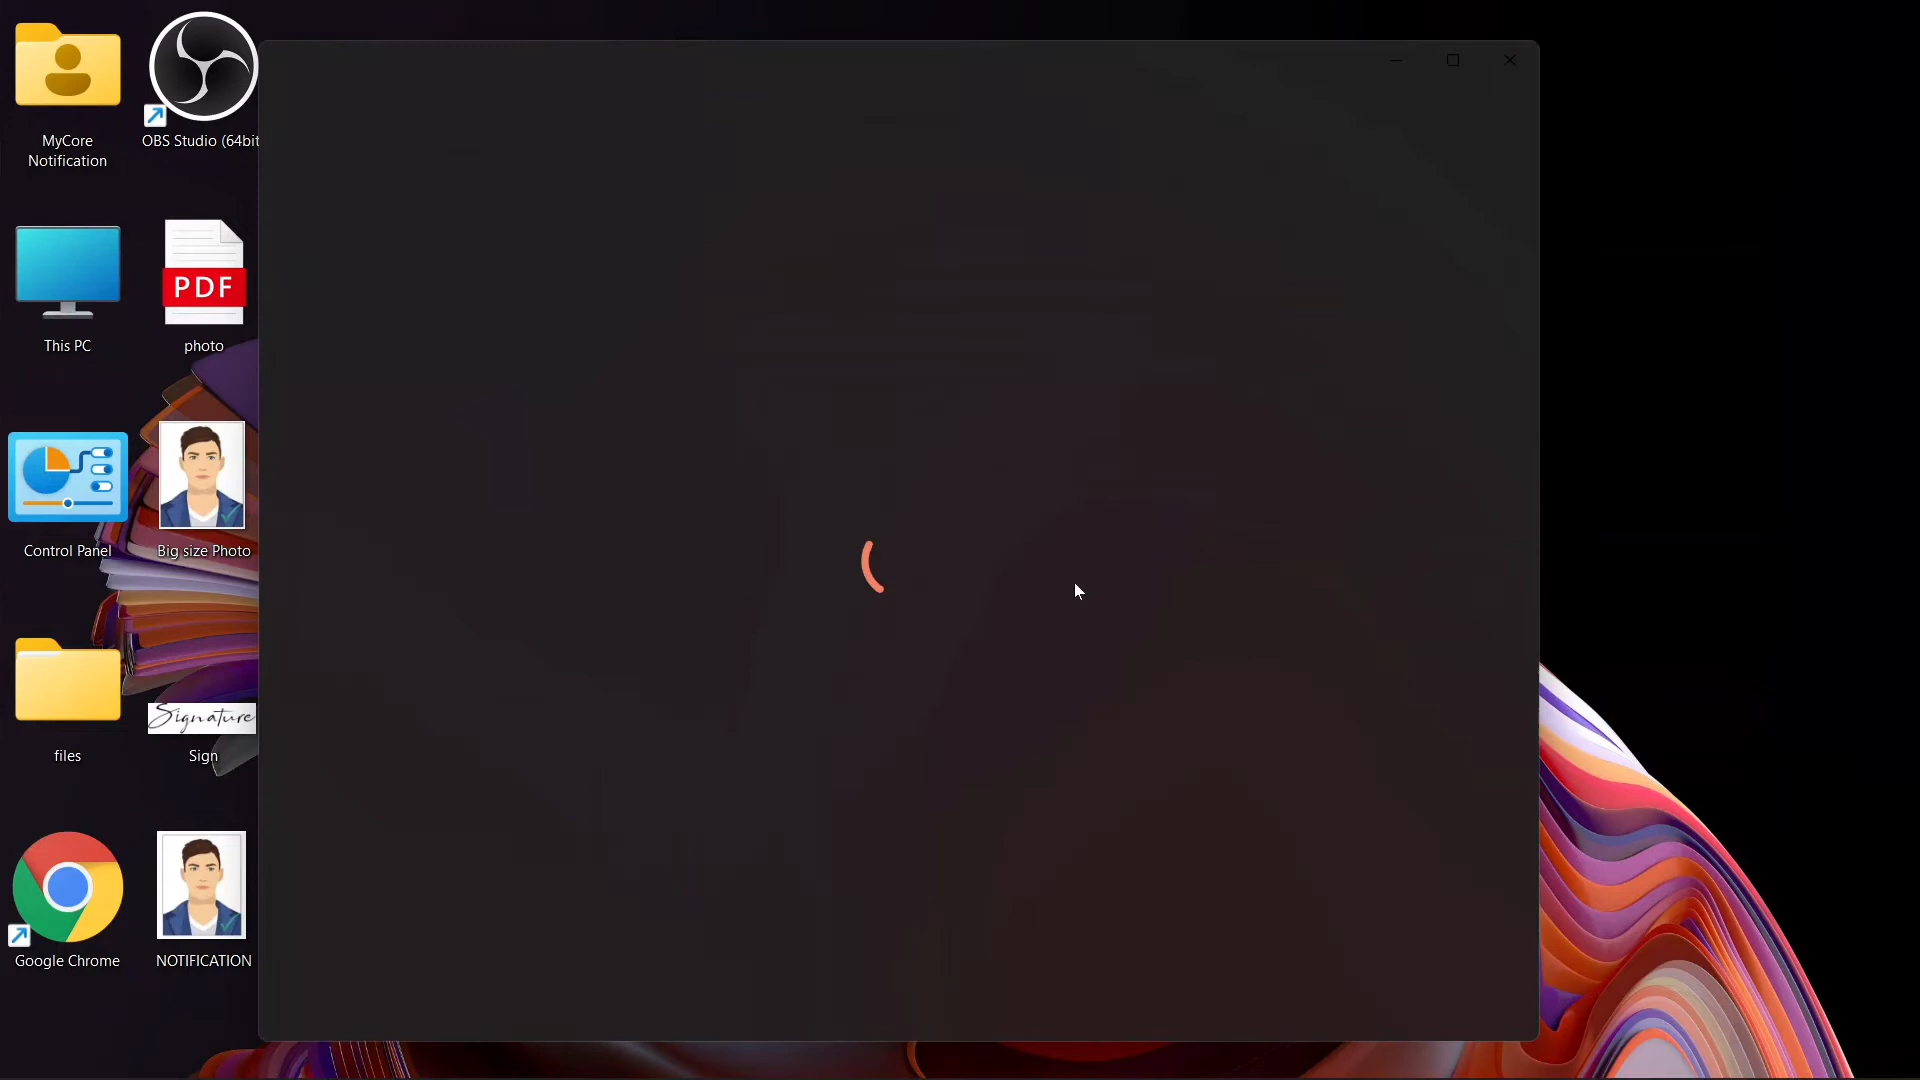 MyCore
Notification
OBS Studio (64bit
This PC
PDF
photo
Control Panel
Big size Photo
files
Signature
Sign
Google Chrome
NOTIFICATION